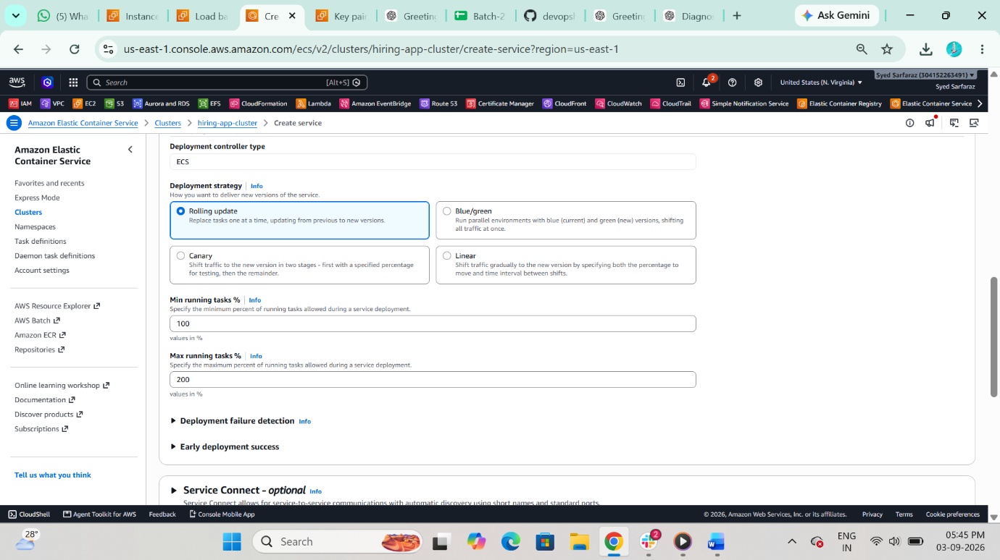 (5) Wha
Instance
Load ba
Cre
Key pair
Greeting
Batch-2
devopsh
Greeting
Diagnos
Ask Gemini
us-east-1.console.aws.amazon.com/ecs/v2/clusters/hiring-app-cluster/create-service?region=us-east-1
aws
Search
[Alt+S]
2
United States (N. Virginia)
Syed Sarfaraz (304152263491)
Syed Sarfaraz
IAM
VPC
EC2
S3
Aurora and RDS
EFS
CloudFormation
Lambda
Amazon EventBridge
Route 53
Certificate Manager
CloudFront
CloudWatch
CloudTrail
Simple Notification Service
Elastic Container Registry
Elastic Container Service
Amazon Elastic Container Service
Clusters
hiring-app-cluster
Create service
Amazon Elastic
Container Service
Favorites and recents
Express Mode
Clusters
Namespaces
Task definitions
Daemon task definitions
Account settings
AWS Resource Explorer
AWS Batch
Amazon ECR
Repositories
Online learning workshop
Documentation
Discover products
Subscriptions
Tell us what you think
Deployment controller type
ECS
Deployment strategy Info
How you want to deliver new versions of the service.
Rolling update
Replace tasks one at a time, updating from previous to new versions.
Blue/green
Run parallel environments with blue (current) and green (new) versions, shifting
all traffic at once.
Canary
Shift traffic to the new version in two stages - first with a specified percentage
for testing, then the remainder.
Linear
Shift traffic gradually to the new version by specifying both the percentage to
move and time interval between shifts.
Min running tasks % Info
Specify the minimum percent of running tasks allowed during a service deployment.
100
values in %
Max running tasks % Info
Specify the maximum percent of running tasks allowed during a service deployment.
200
values in %
Deployment failure detection Info
Early deployment success
Service Connect - optional Info
Service Connect allows for service-to-service communications with automatic discovery using short names and standard ports.
CloudShell
Agent Toolkit for AWS
Feedback
Console Mobile App
© 2026, Amazon Web Services, Inc. or its affiliates.
Privacy
Terms
Cookie preferences
28°
Search
2
ENG
IN
05:45 PM
03-09-2026